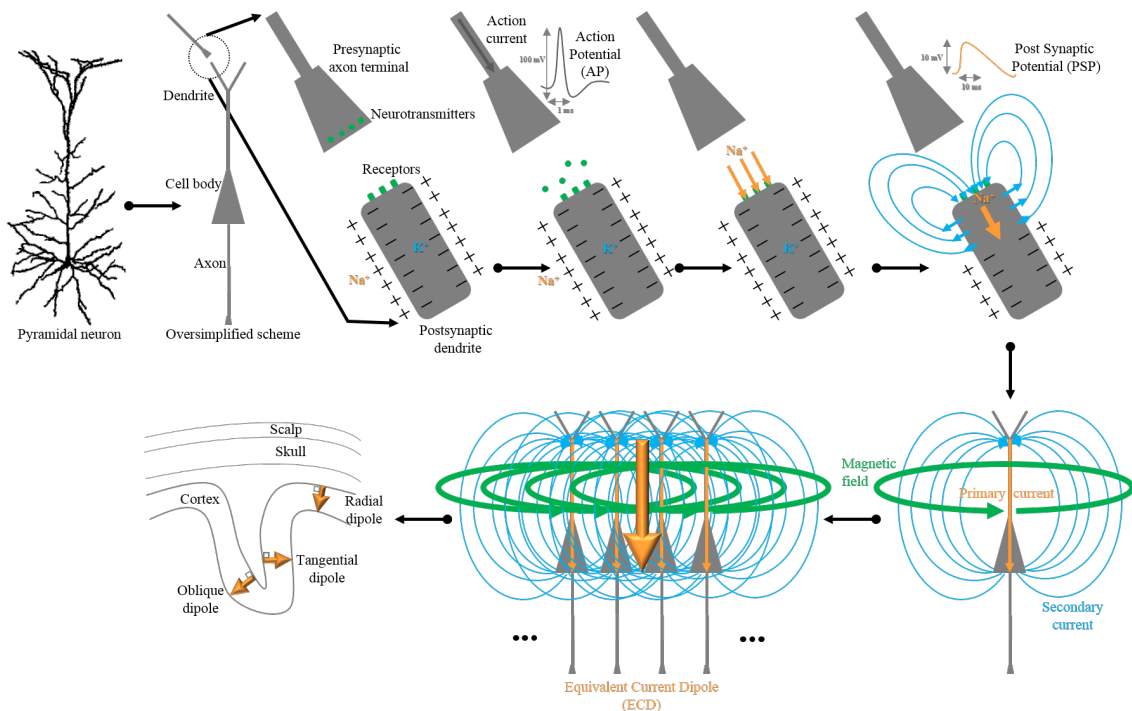 Action
current
Action
Potential
(AP)
100 mV
1 ms
Presynaptic
axon terminal
Dendrite
Neurotransmitters
Post Synaptic
Potential (PSP)
10 mV
10 ms
Receptors
Cell body
Axon
K⁺
Na⁺
K⁺
Na⁺
Na⁺
K⁺
Na⁺
Pyramidal neuron
Oversimplified scheme
Postsynaptic
dendrite
Scalp
Skull
Cortex
Radial
dipole
Tangential
dipole
Oblique
dipole
Magnetic
field
Primary current
Secondary
current
...
...
Equivalent Current Dipole
(ECD)